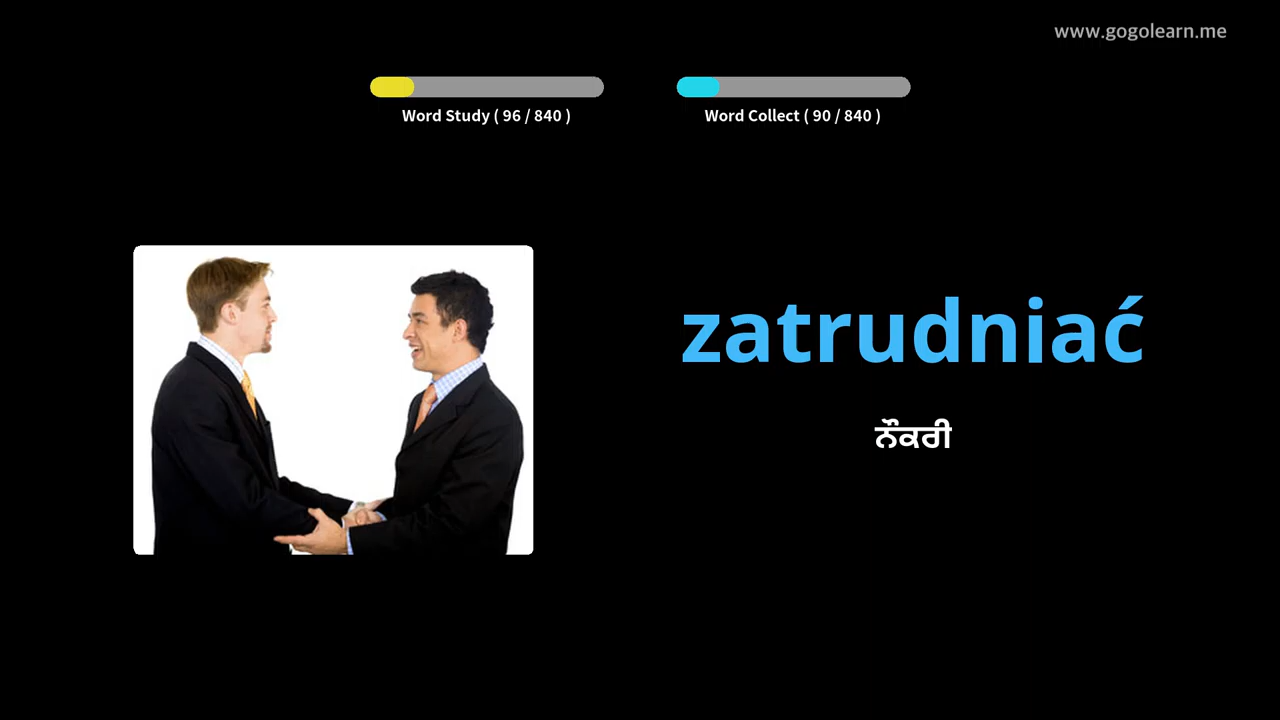 www.gogolearn.me
Word Study ( 96 / 840 )
Word Collect ( 90 / 840 )
zatrudniać
ਨੌਕਰੀ